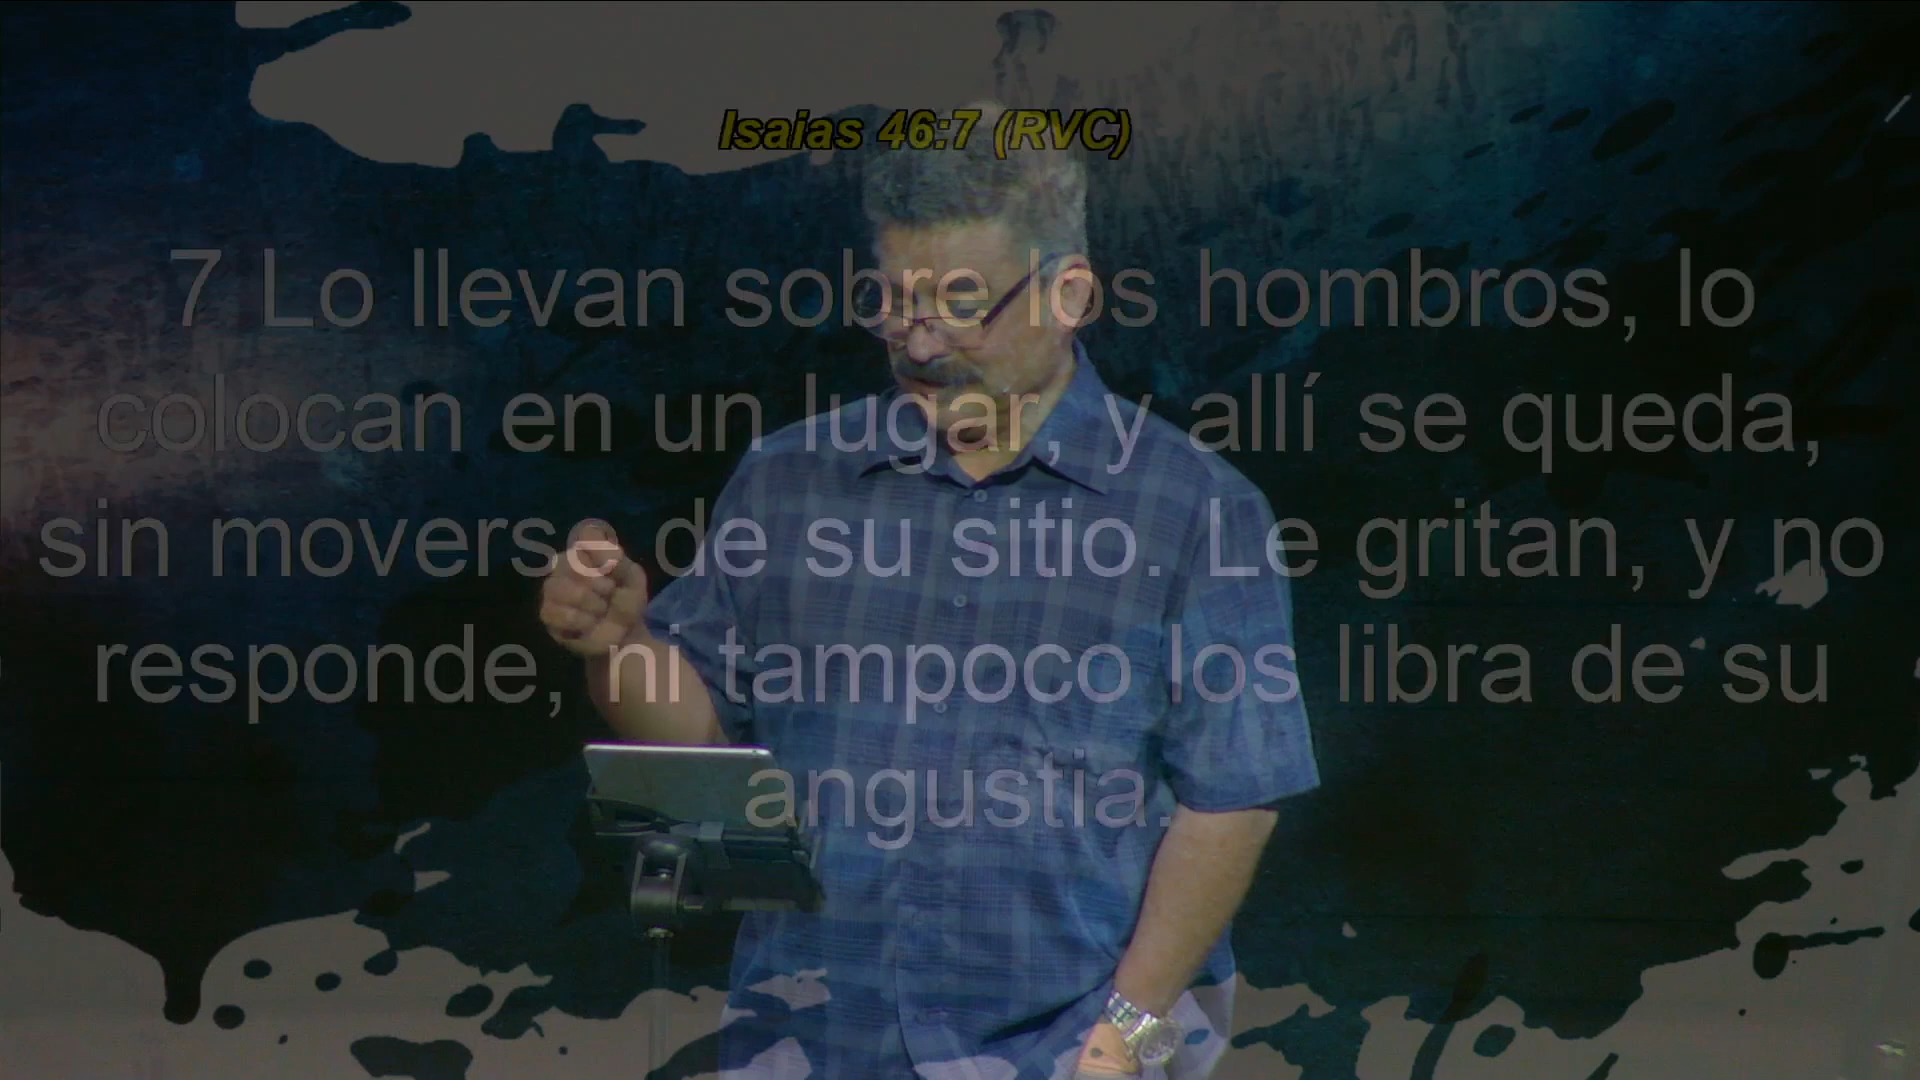 Isaias 46:7 (RVC)
7 Lo llevan sobre los hombros, lo
colocan en un lugar, y allí se queda,
sin moverse de su sitio. Le gritan, y no
responde, ni tampoco los libra de su
angustia.